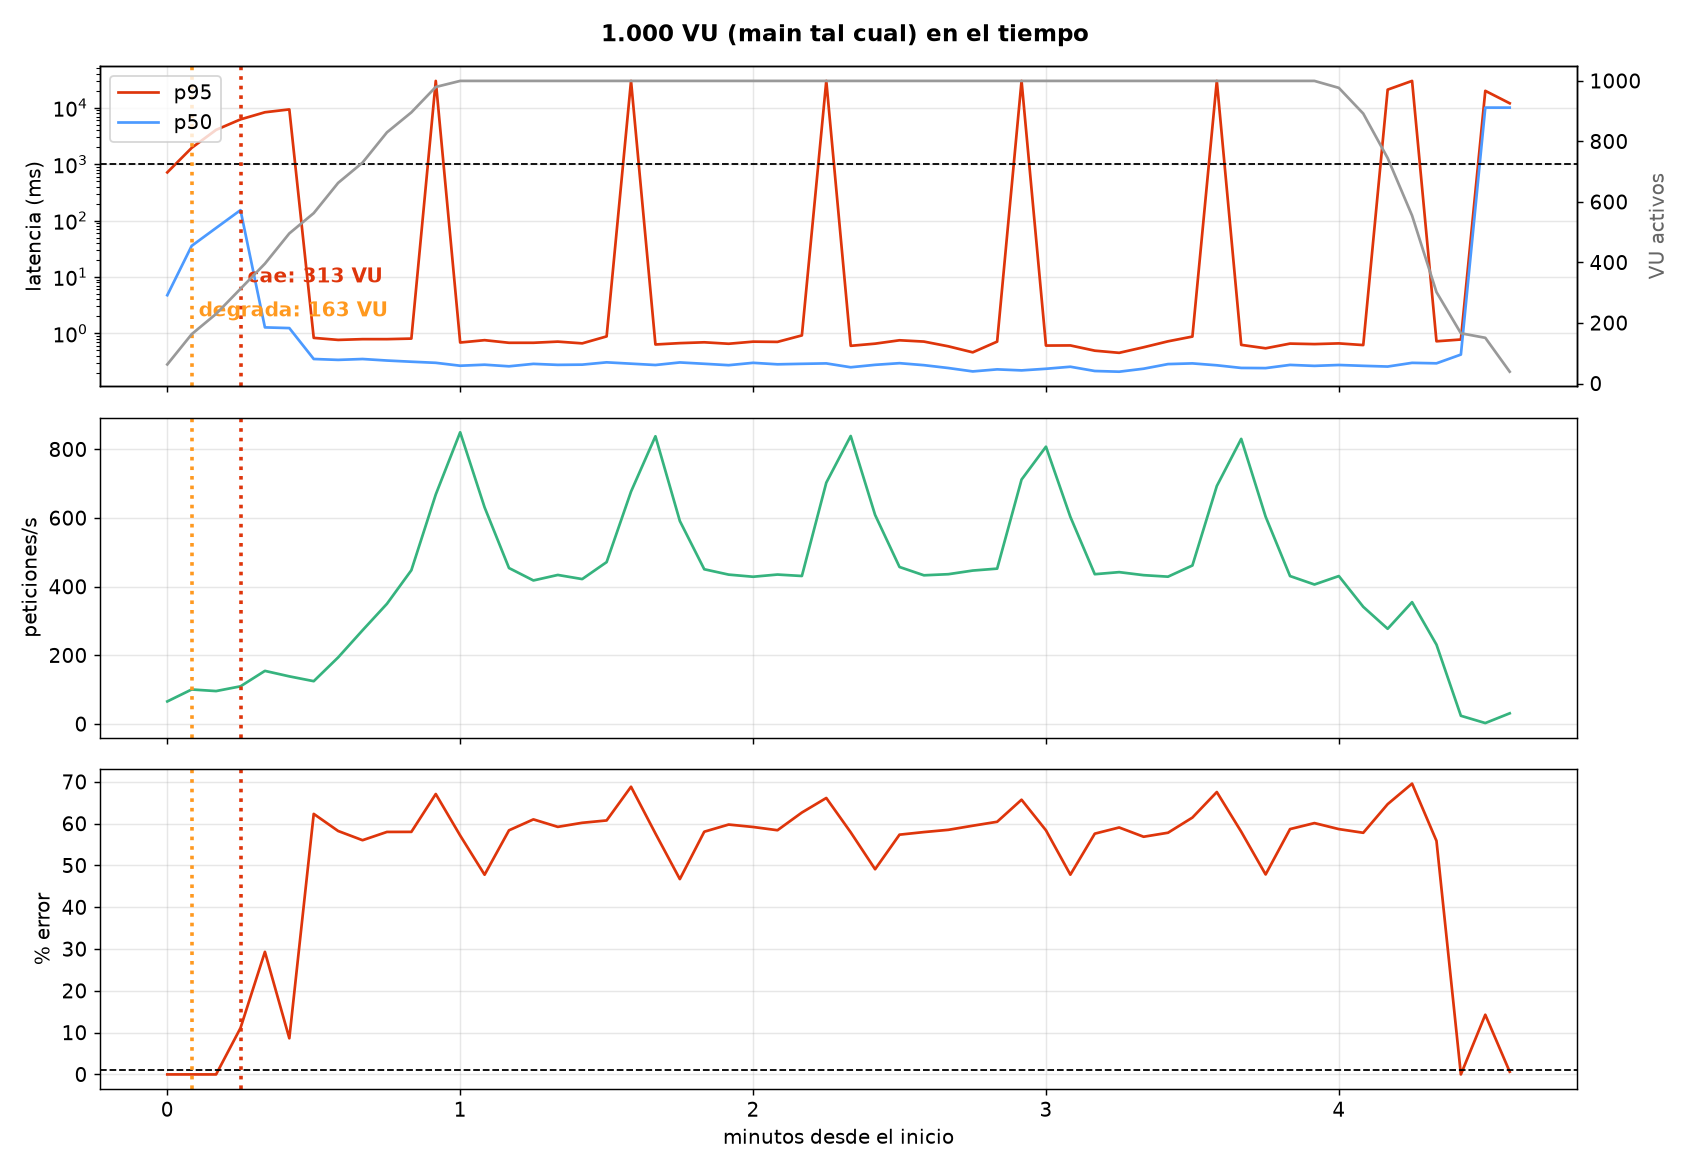 1.000 VU (main tal cual) en el tiempo
p95
p50
latencia (ms)
10⁴
10³
10²
10¹
10⁰
cae: 313 VU
degrada: 163 VU
1000
800
600
400
200
0
VU activos
peticiones/s
800
600
400
200
0
% error
70
60
50
40
30
20
10
0
0 1 2 3 4
minutos desde el inicio